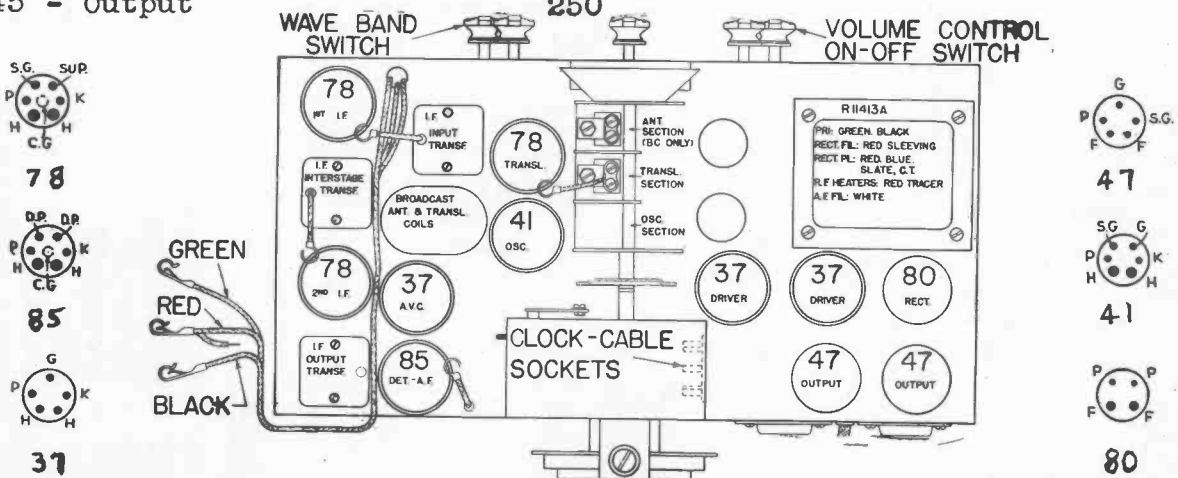 45 - Output
250
WAVE BAND
SWITCH
VOLUME CONTROL
ON-OFF SWITCH
S.G. SUP.
P K
H H
C.G
78
D.P. D.P.
P K
H H
C.G
85
G
P K
H H
37
GREEN
RED
BLACK
78
1ST I.F.
I.F.
INPUT
TRANSF.
I.F.
INTERSTAGE
TRANSF.
BROADCAST
ANT. & TRANSL.
COILS
78
2ND I.F.
37
A.V.C.
I.F
OUTPUT
TRANSF.
85
DET.-A.F.
78
TRANSL.
41
OSC.
ANT
SECTION
(BC ONLY)
TRANSL.
SECTION
OSC.
SECTION
CLOCK-CABLE
SOCKETS
R11413A
PRI: GREEN. BLACK
RECT. FIL: RED SLEEVING
RECT. PL: RED. BLUE.
SLATE, C.T.
R.F HEATERS: RED TRACER
A.F FIL: WHITE
37
DRIVER
37
DRIVER
80
RECT.
47
OUTPUT
47
OUTPUT
G
P S.G.
F F
47
S.G G
P K
H H
41
P P
F F
80